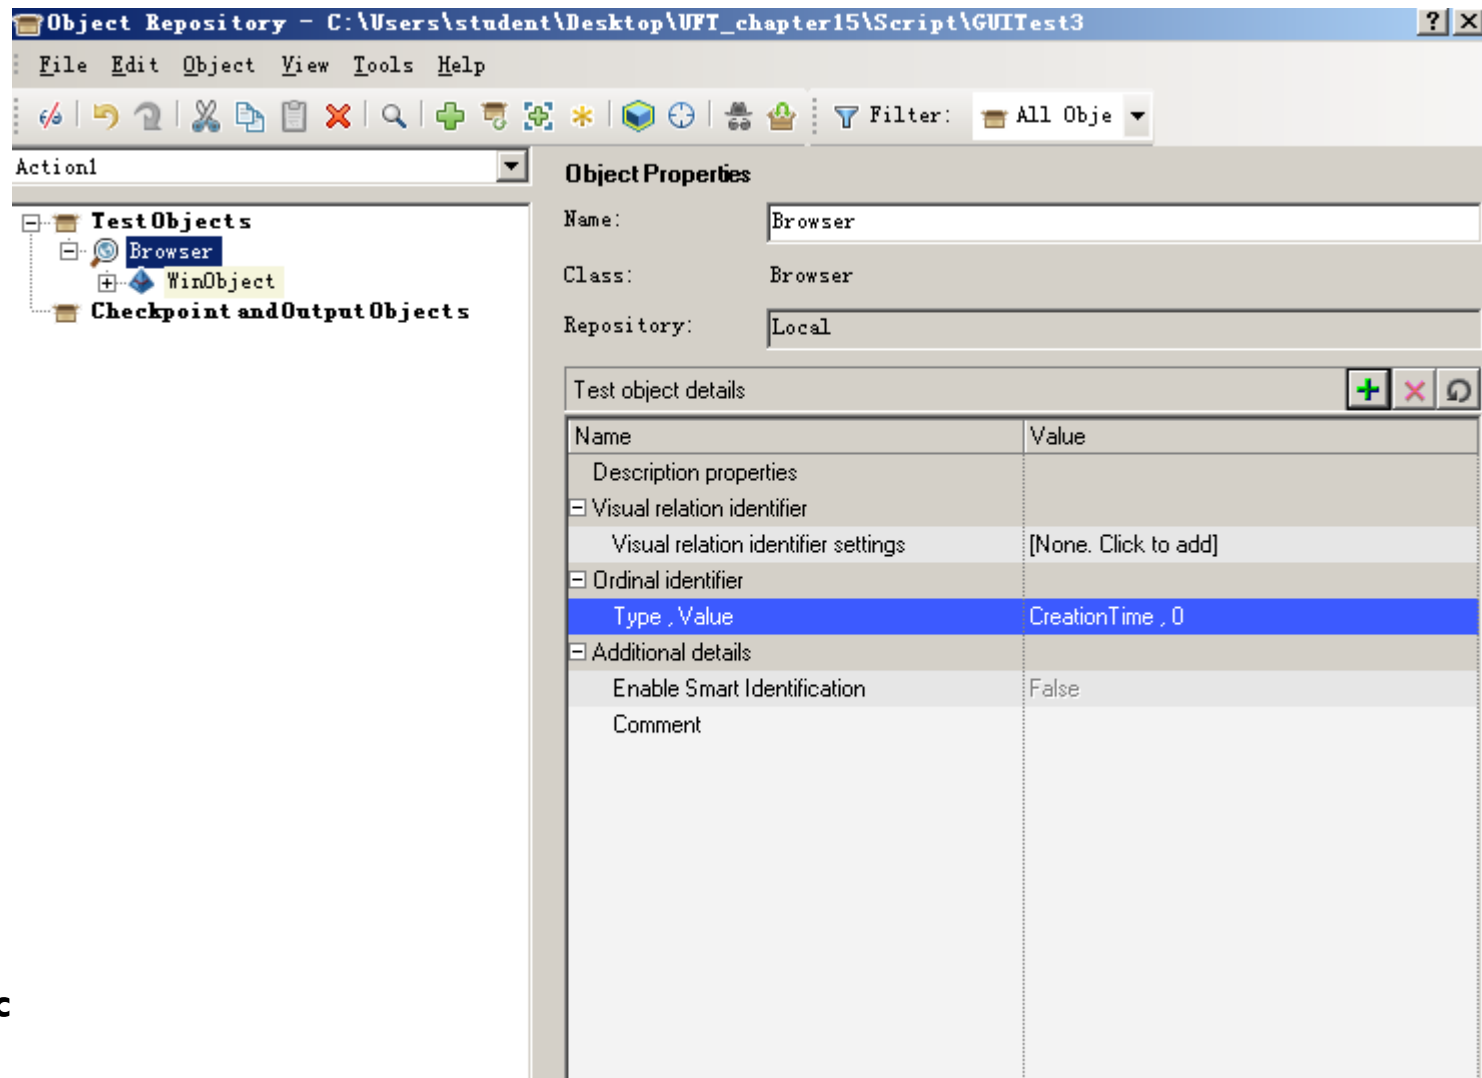 Object Repository - C:\Users\student\Desktop\UFT_chapter15\Script\GUITest3
File Edit Object View Tools Help
Filter: All Obje
Action1
Test Objects
Browser
WinObject
Checkpoint and Output Objects
Object Properties
Name: Browser
Class: Browser
Repository: Local
Test object details
Name Value
Description properties
Visual relation identifier
Visual relation identifier settings [None. Click to add]
Ordinal identifier
Type , Value CreationTime , 0
Additional details
Enable Smart Identification False
Comment
c